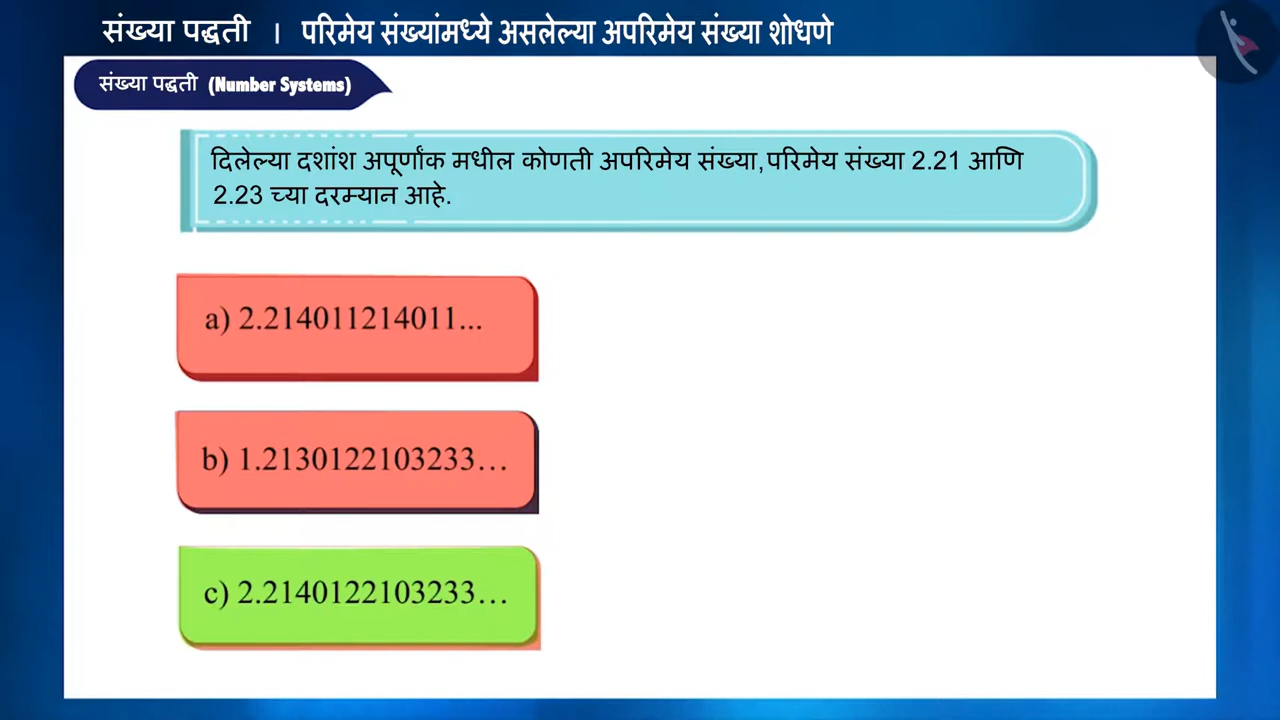 संख्या पद्धती । परिमेय संख्यांमध्ये असलेल्या अपरिमेय संख्या शोधणे
संख्या पद्धती (Number Systems)
दिलेल्या दशांश अपूर्णांक मधील कोणती अपरिमेय संख्या,परिमेय संख्या 2.21 आणि
2.23 च्या दरम्यान आहे.
a) 2.214011214011...
b) 1.2130122103233...
c) 2.2140122103233...